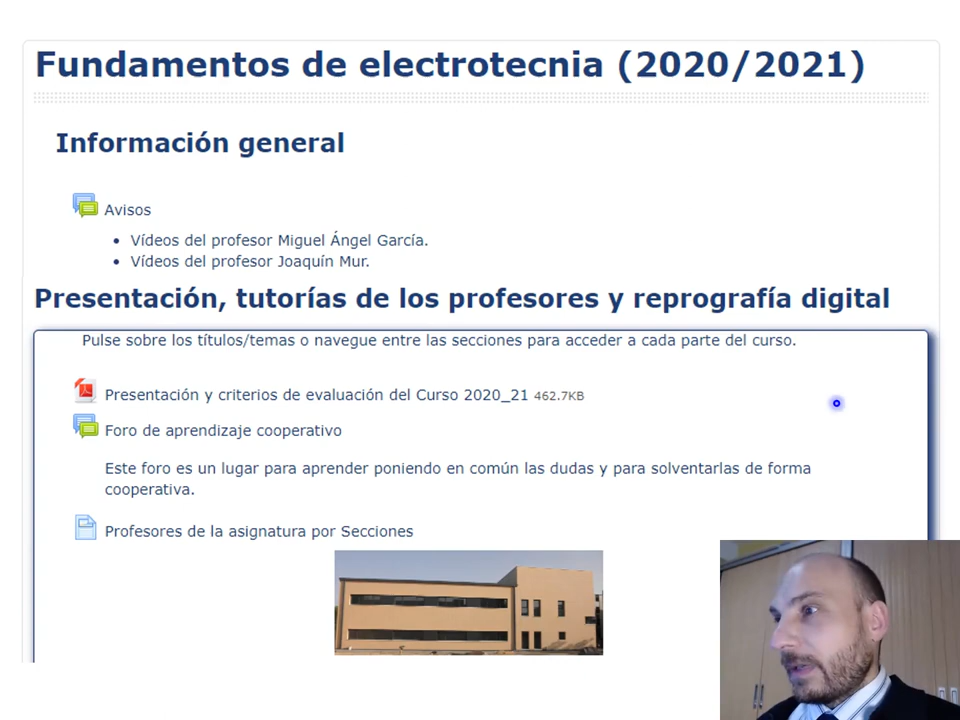 Fundamentos de electrotecnia (2020/2021)
Información general
Avisos
• Vídeos del profesor Miguel Ángel García.
• Vídeos del profesor Joaquín Mur.
Presentación, tutorías de los profesores y reprografía digital
Pulse sobre los títulos/temas o navegue entre las secciones para acceder a cada parte del curso.
Presentación y criterios de evaluación del Curso 2020_21 462.7KB
Foro de aprendizaje cooperativo
Este foro es un lugar para aprender poniendo en común las dudas y para solventarlas de forma
cooperativa.
Profesores de la asignatura por Secciones